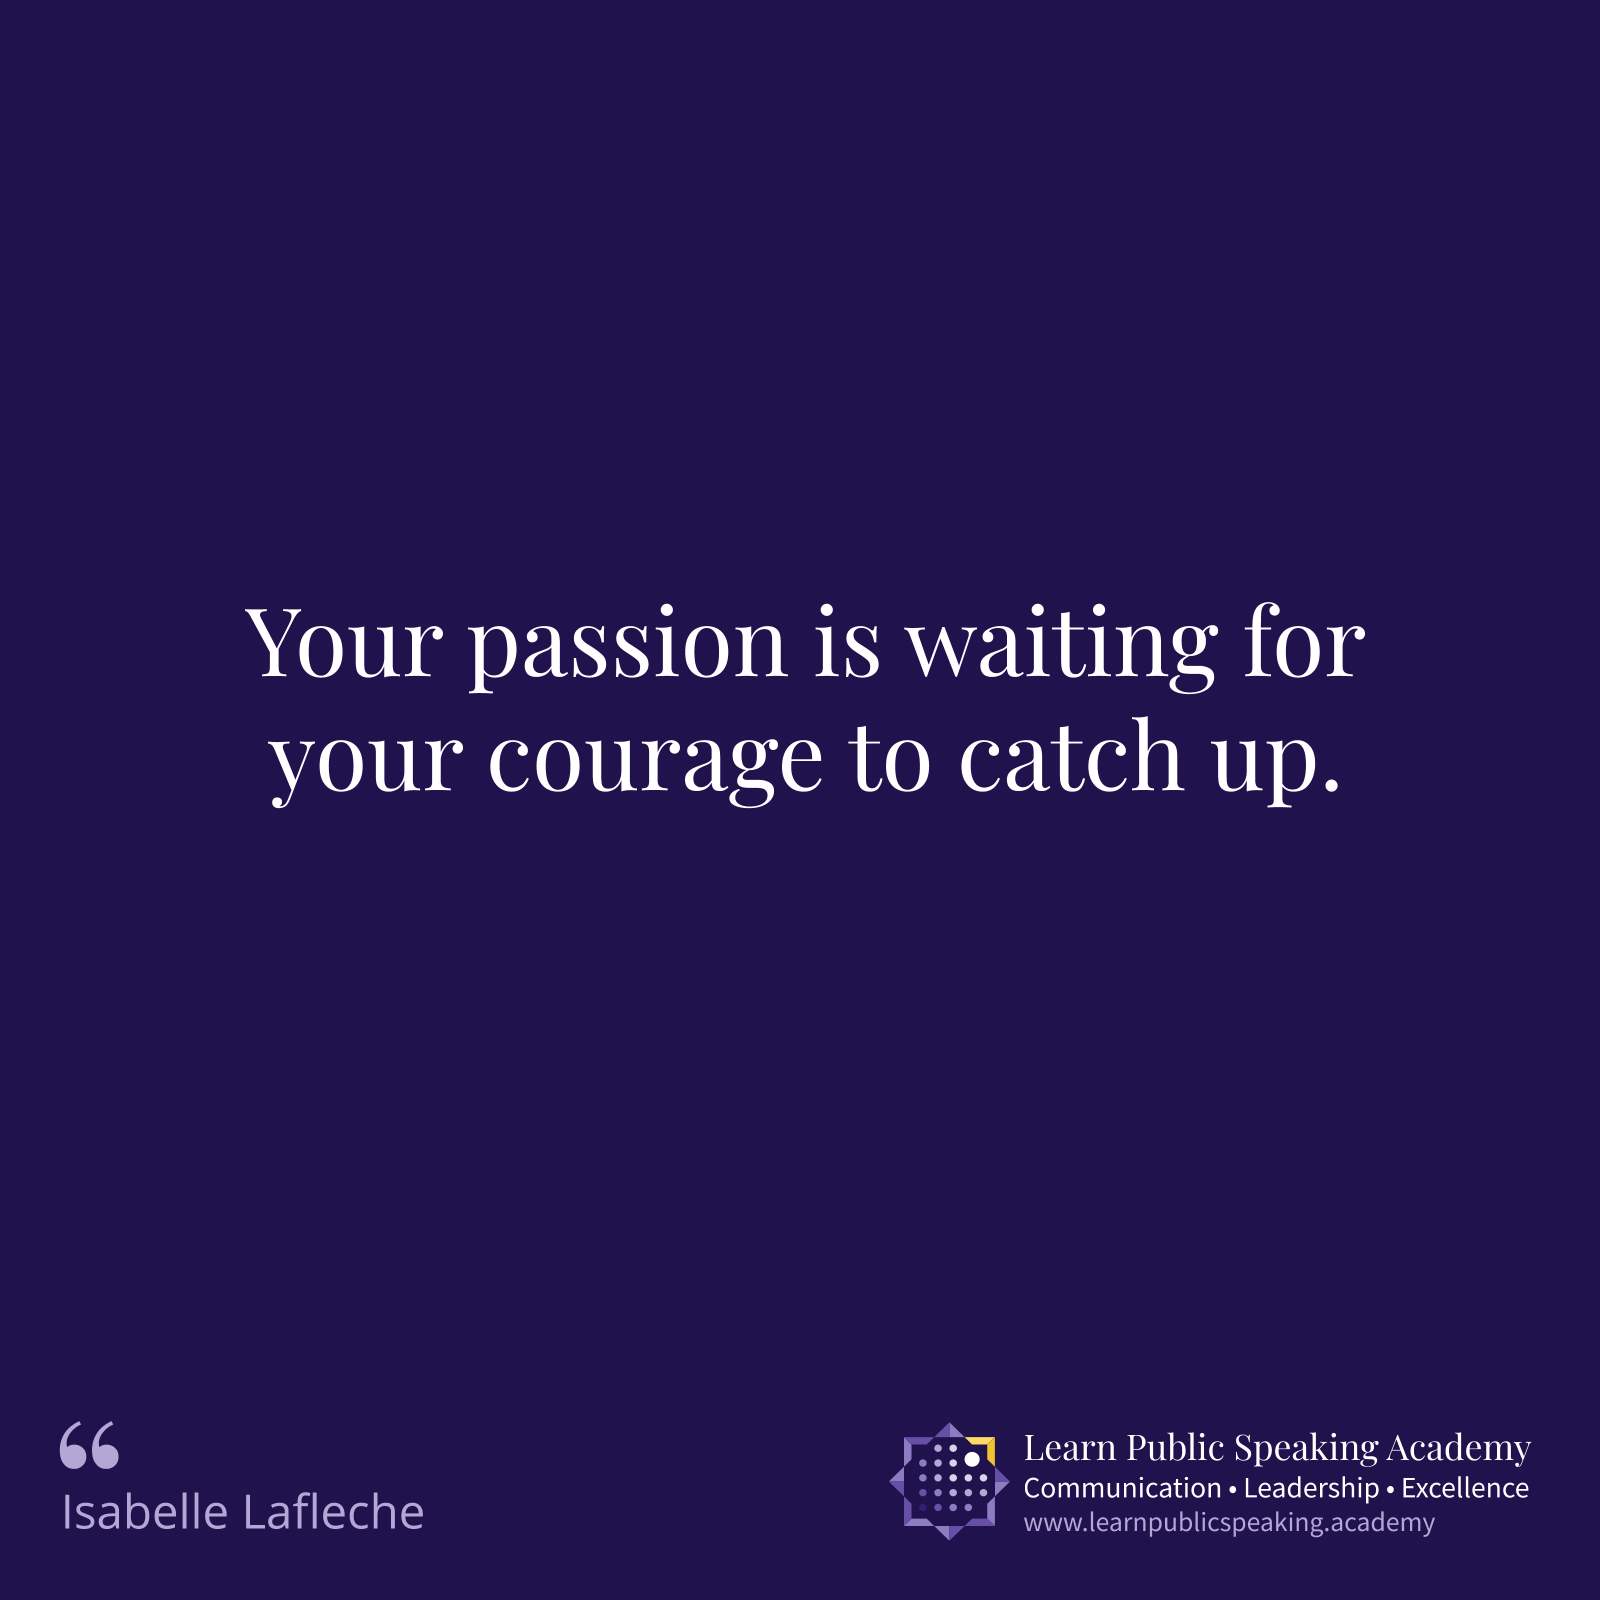 Your passion is waiting for
your courage to catch up.
“
Isabelle Lafleche
Learn Public Speaking Academy
Communication • Leadership • Excellence
www.learnpublicspeaking.academy